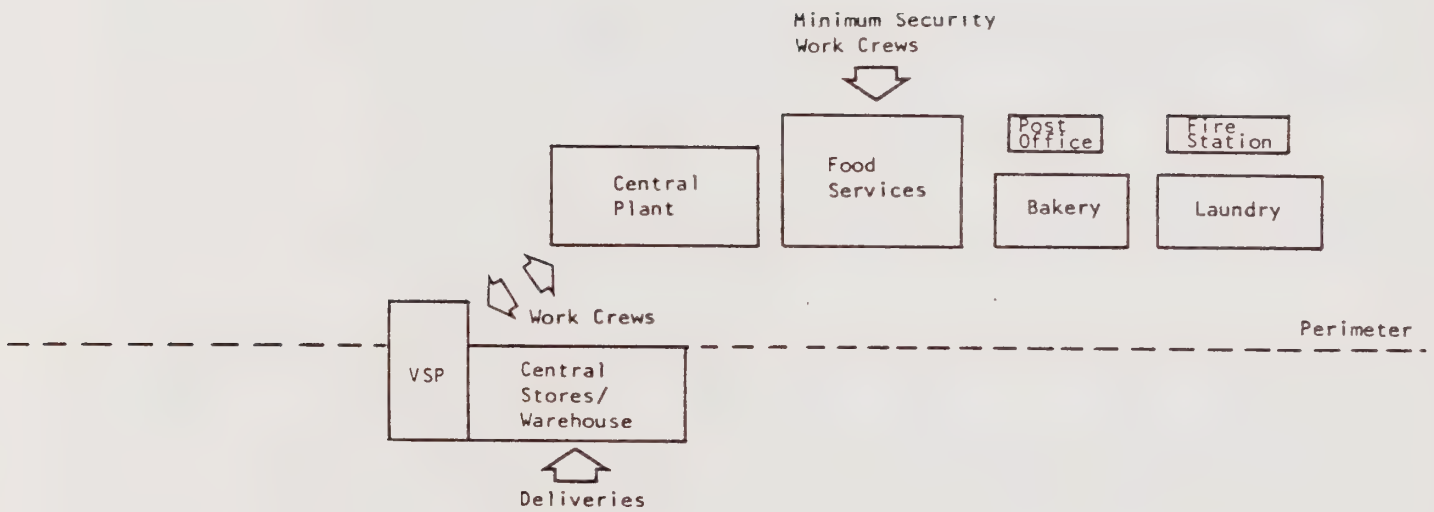 Minimum Security
Work Crews
Post
Office
Fire
Station
Food
Services
Central
Plant
Bakery
Laundry
Work Crews
Perimeter
VSP
Central
Stores/
Warehouse
Deliveries